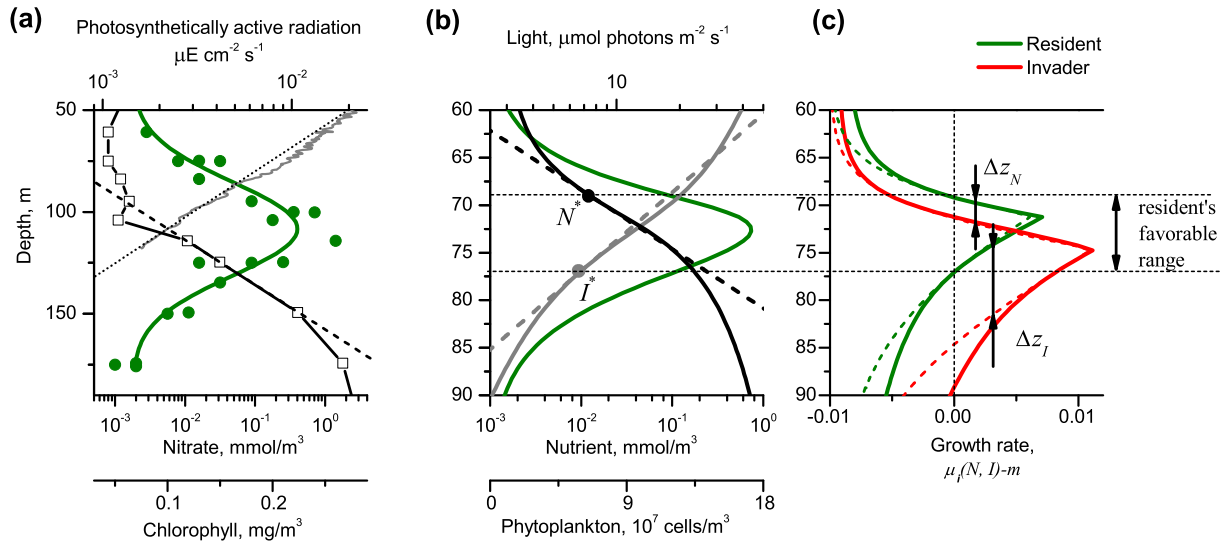 (a)
Photosynthetically active radiation
μE cm⁻² s⁻¹
10⁻³ 10⁻²
50
100
150
Depth, m
10⁻³ 10⁻² 10⁻¹ 10⁰
Nitrate, mmol/m³
0.1 0.2
Chlorophyll, mg/m³
(b)
Light, μmol photons m⁻² s⁻¹
10
60
65
70
75
80
85
90
N*
I*
10⁻³ 10⁻² 10⁻¹ 10⁰
Nutrient, mmol/m³
0 9 18
Phytoplankton, 10⁷ cells/m³
(c)
Resident
Invader
60
65
70
75
80
85
90
Δz_N
Δz_I
resident's
favorable
range
-0.01 0.00 0.01
Growth rate,
μᵢ(N, I)-m